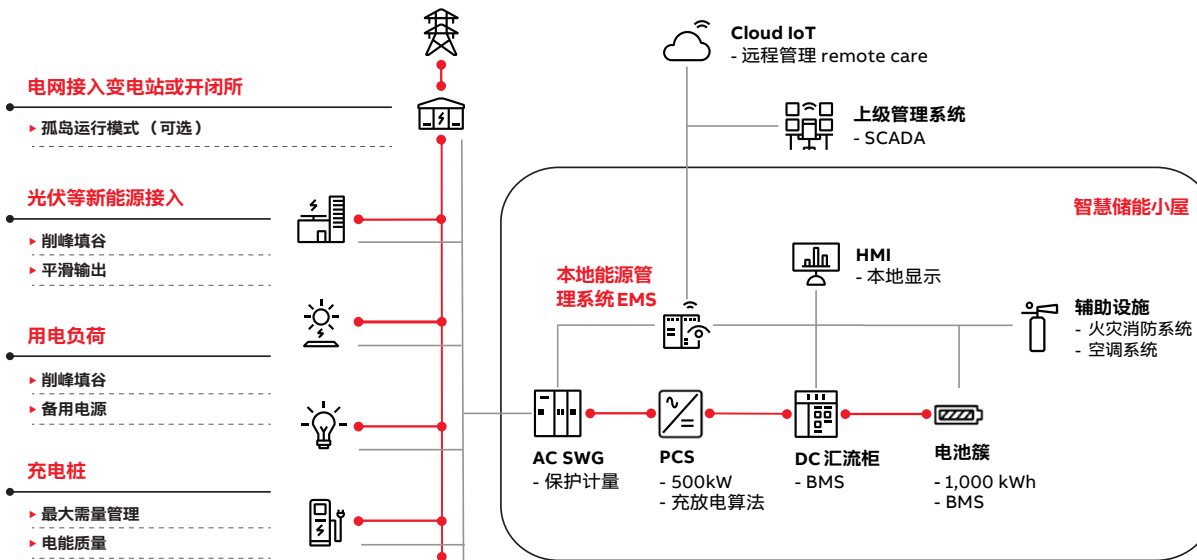 电网接入变电站或开闭所
孤岛运行模式（可选）
光伏等新能源接入
削峰填谷
平滑输出
用电负荷
削峰填谷
备用电源
充电桩
最大需量管理
电能质量
Cloud IoT
- 远程管理 remote care
上级管理系统
- SCADA
智慧储能小屋
本地能源管
理系统EMS
HMI
- 本地显示
辅助设施
- 火灾消防系统
- 空调系统
AC SWG
- 保护计量
PCS
- 500kW
- 充放电算法
DC汇流柜
- BMS
电池簇
- 1,000 kWh
- BMS